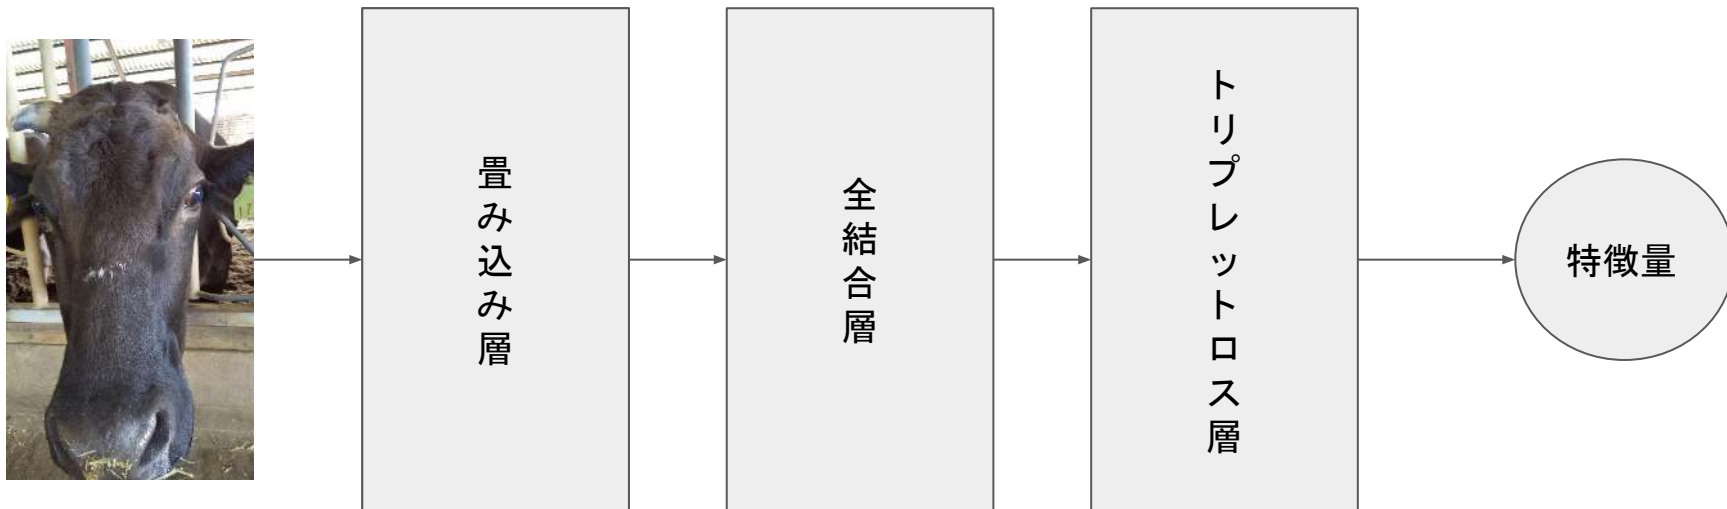 畳み込み層
全結合層
トリプレットロス層
特徴量